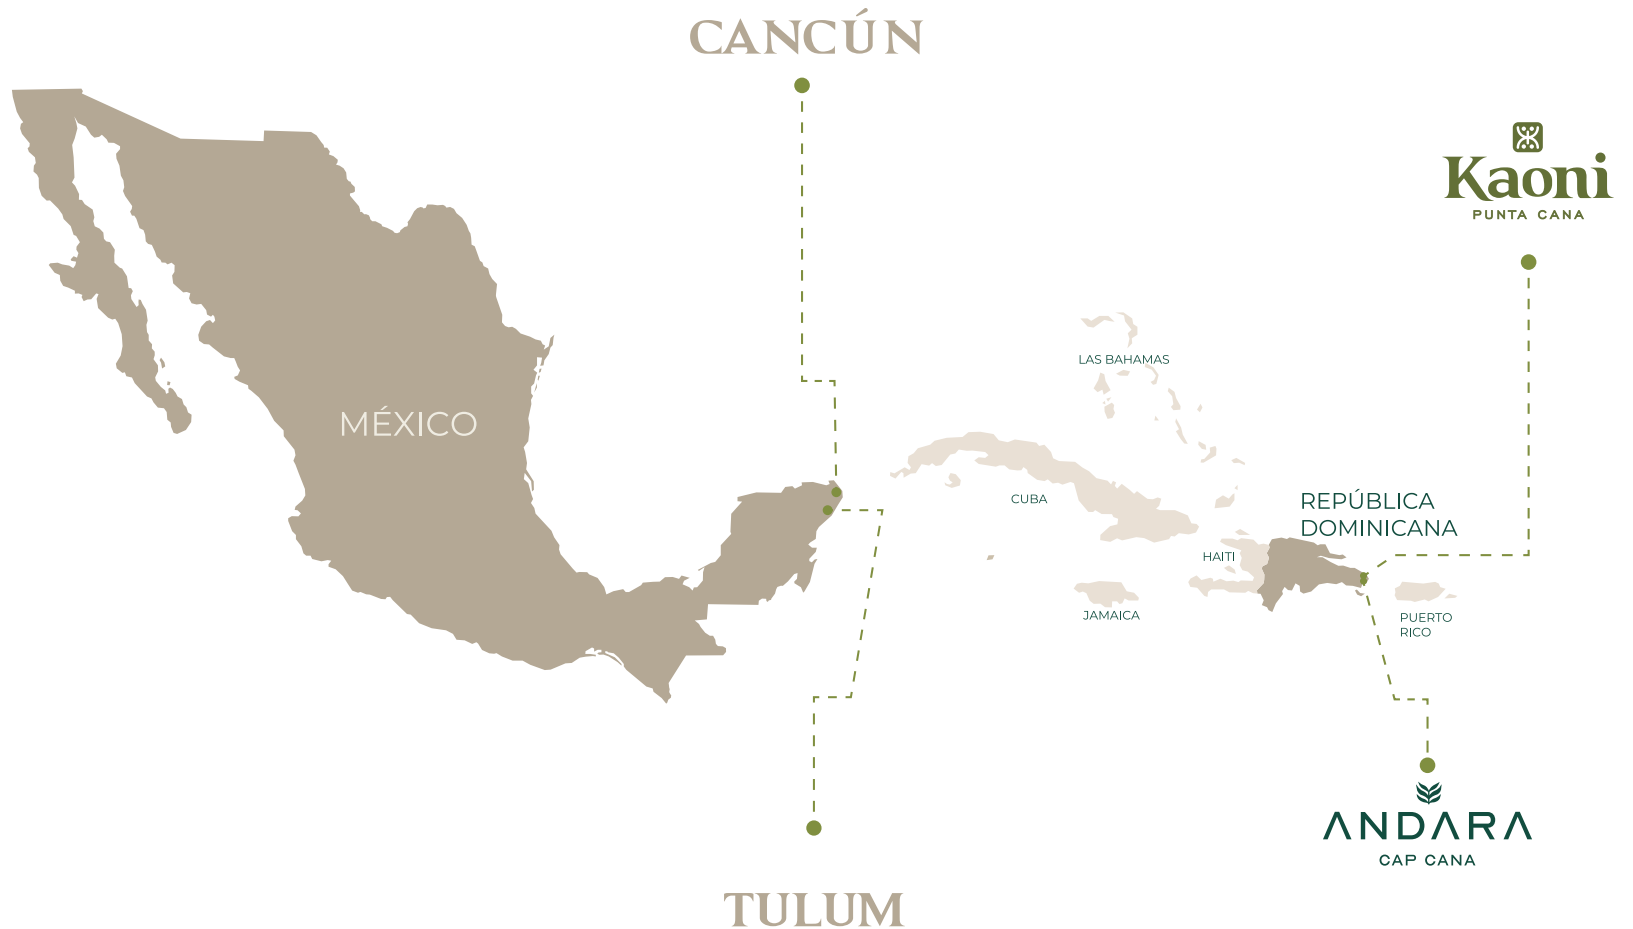 CANCÚN
Kaoni
PUNTA CANA
LAS BAHAMAS
MÉXICO
CUBA
REPÚBLICA
DOMINICANA
HAITI
JAMAICA
PUERTO
RICO
ANDARA
CAP CANA
TULUM